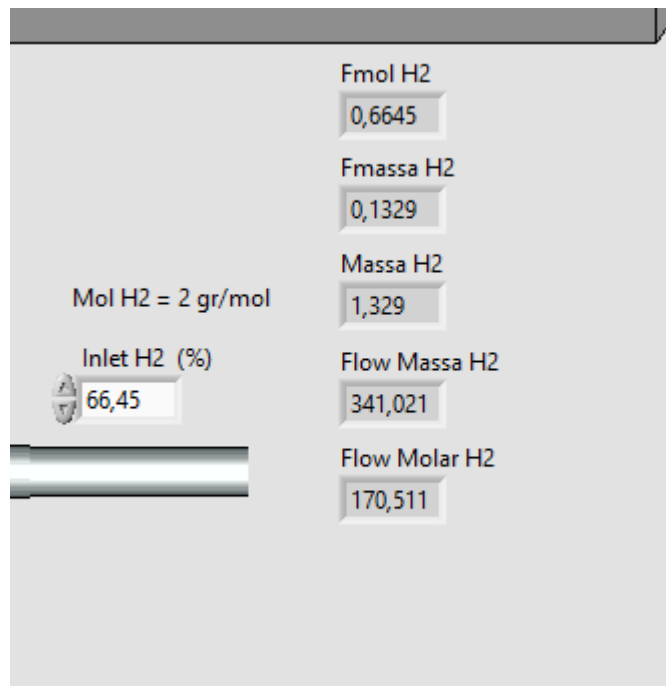 Fmol H2
0,6645
Fmassa H2
0,1329
Massa H2
1,329
Mol H2 = 2 gr/mol
Inlet H2 (%)
66,45
Flow Massa H2
341,021
Flow Molar H2
170,511